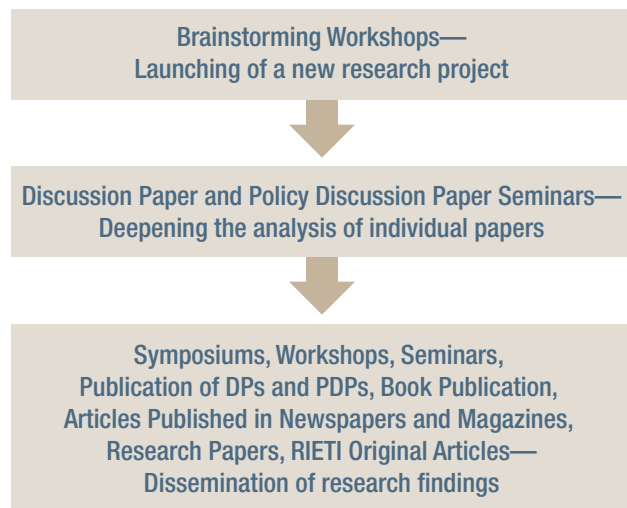 Brainstorming Workshops—
Launching of a new research project
Discussion Paper and Policy Discussion Paper Seminars—
Deepening the analysis of individual papers
Symposiums, Workshops, Seminars,
Publication of DPs and PDPs, Book Publication,
Articles Published in Newspapers and Magazines,
Research Papers, RIETI Original Articles—
Dissemination of research findings